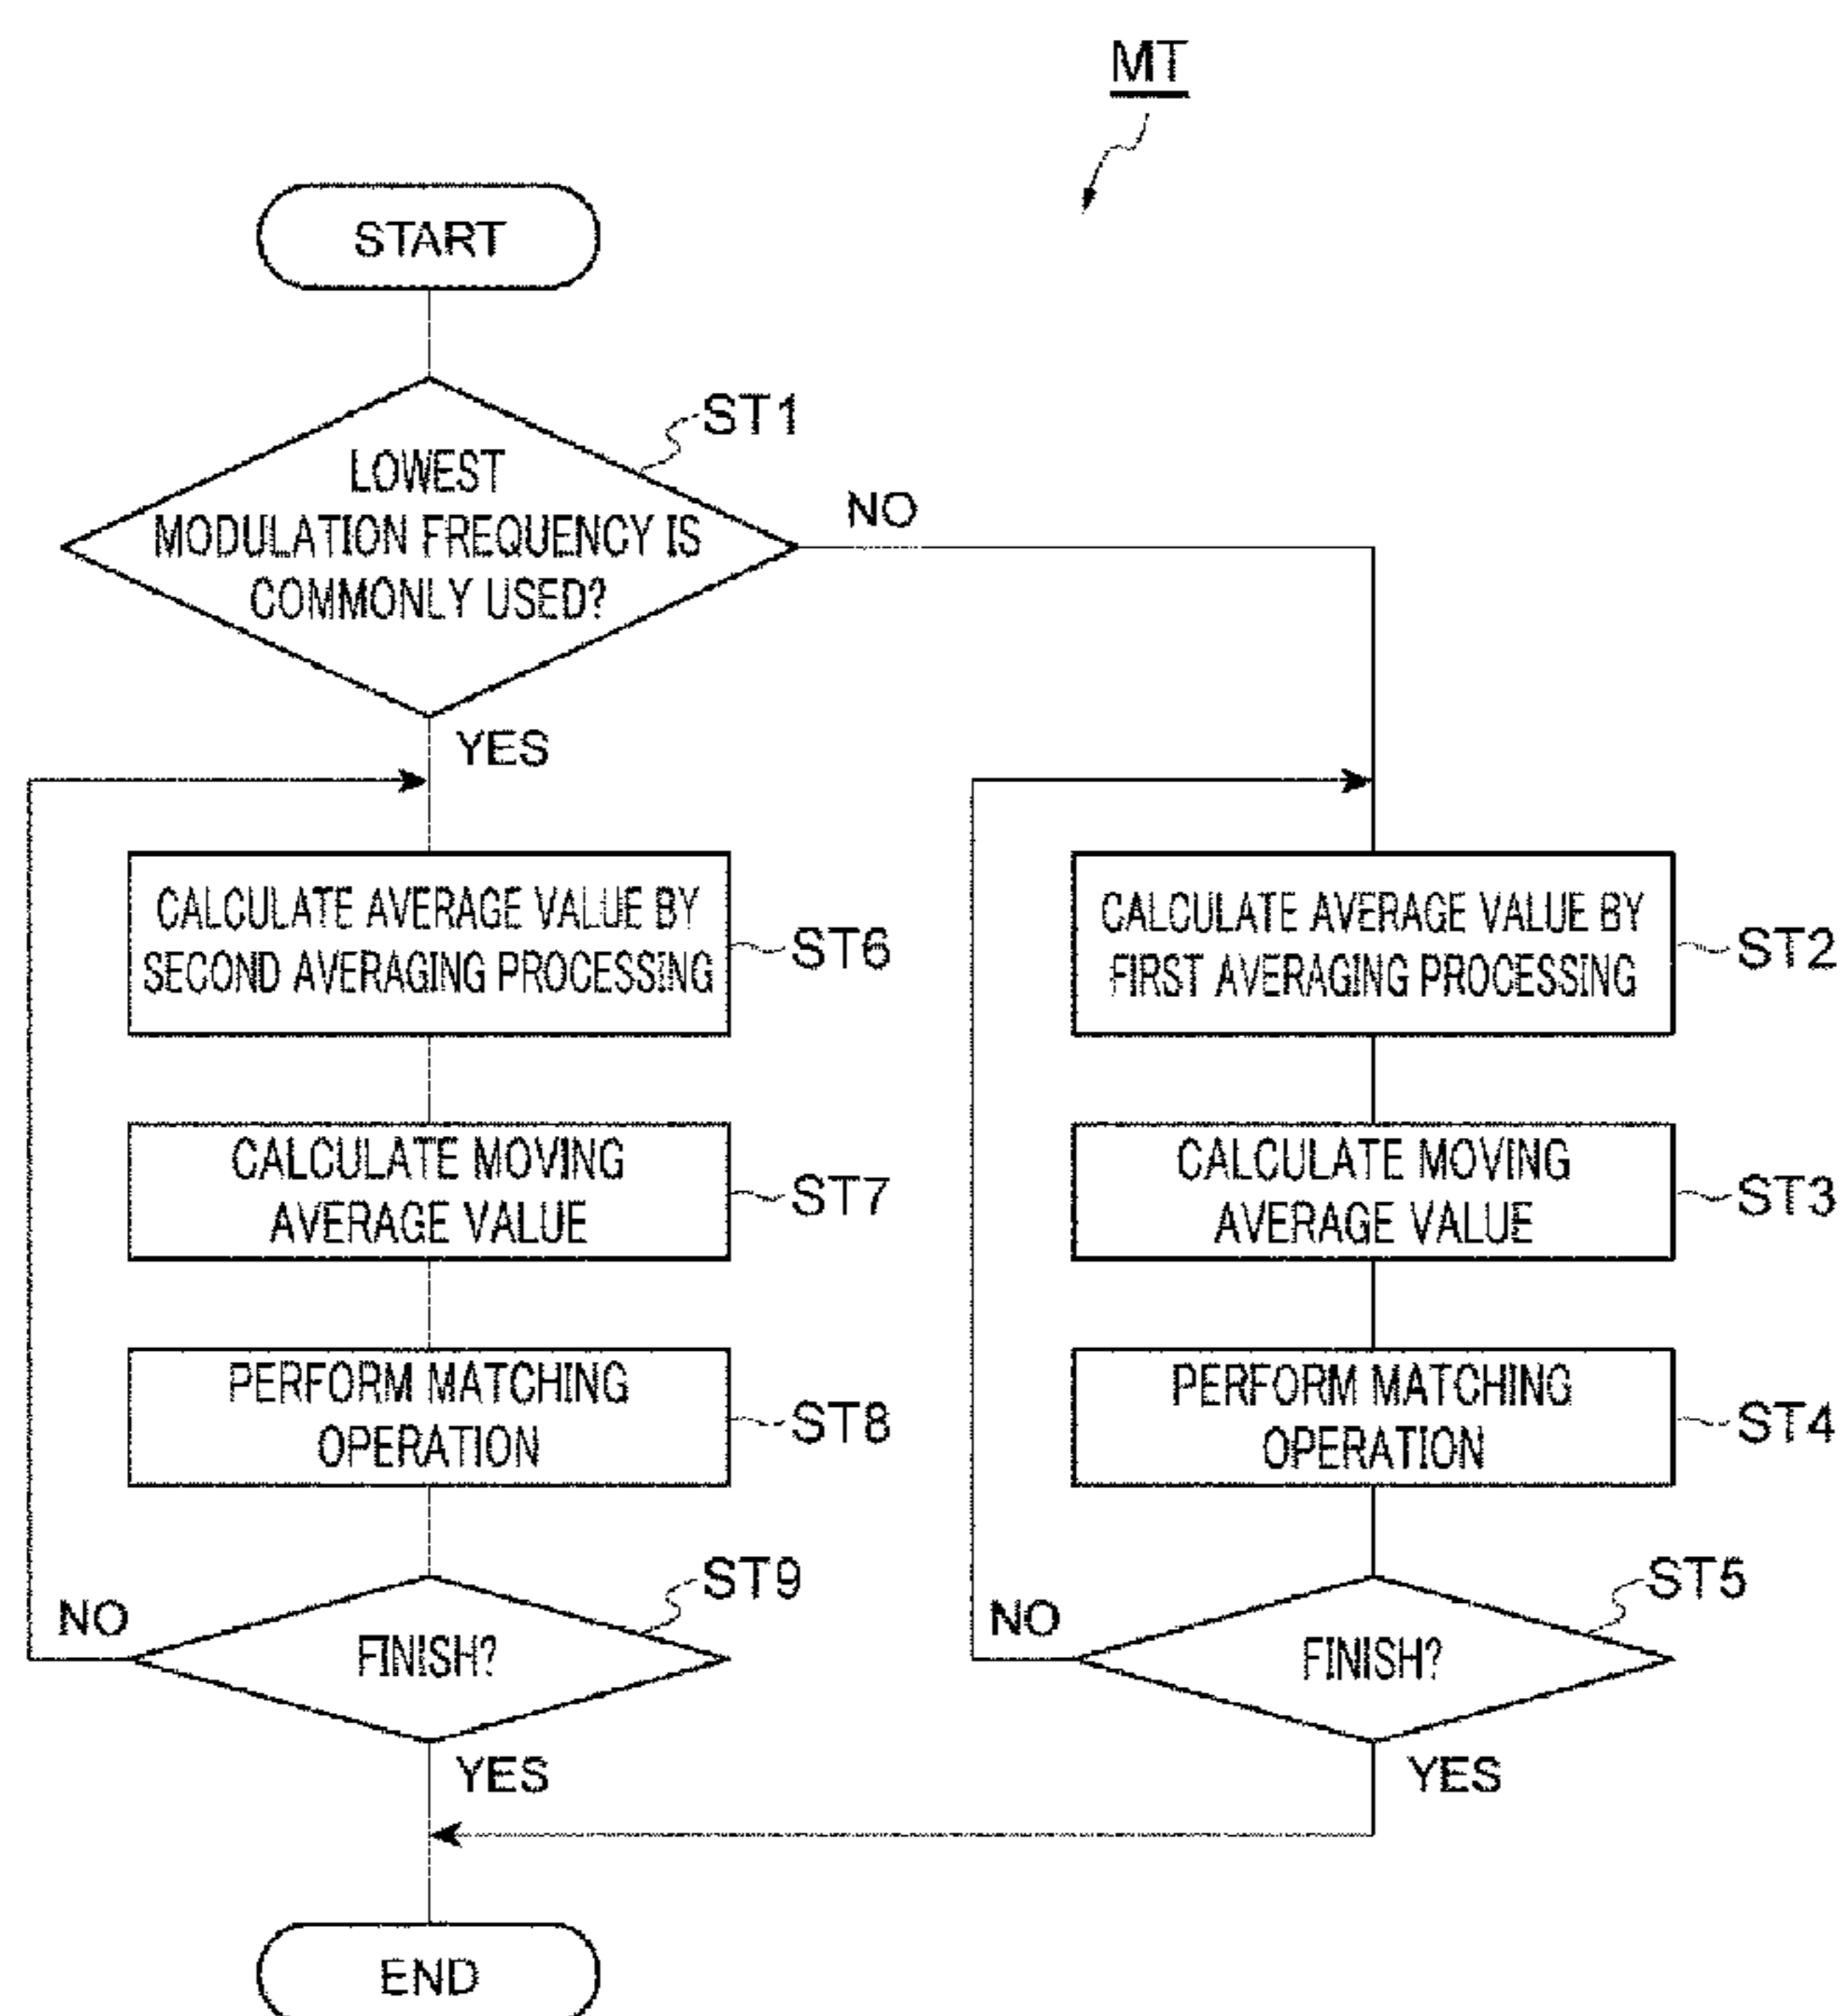 MT
START
ST1
LOWEST
MODULATION FREQUENCY IS
COMMONLY USED?
NO
YES
CALCULATE AVERAGE VALUE BY
SECOND AVERAGING PROCESSING
ST6
CALCULATE MOVING
AVERAGE VALUE
ST7
PERFORM MATCHING
OPERATION
ST8
ST9
NO
FINISH?
YES
CALCULATE AVERAGE VALUE BY
FIRST AVERAGING PROCESSING
ST2
CALCULATE MOVING
AVERAGE VALUE
ST3
PERFORM MATCHING
OPERATION
ST4
ST5
NO
FINISH?
YES
END